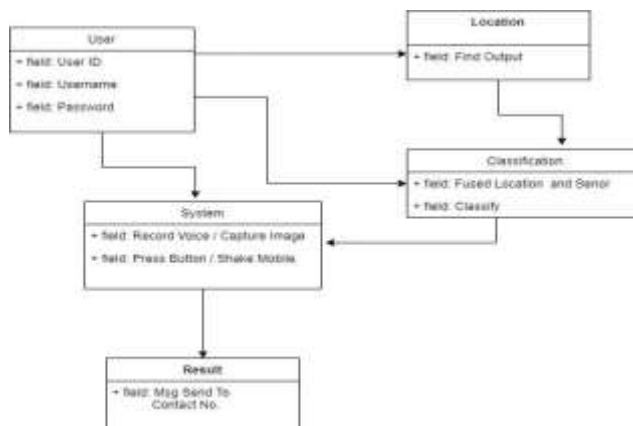 User
+ field: User ID
+ field: Username
+ field: Password
Location
+ field: Find Output
Classification
+ field: Fused Location and Senor
+ field: Classify
System
+ field: Record Voice / Capture Image
+ field: Press Button / Shake Mobile
Result
+ field: Msg Send To
Contact No.